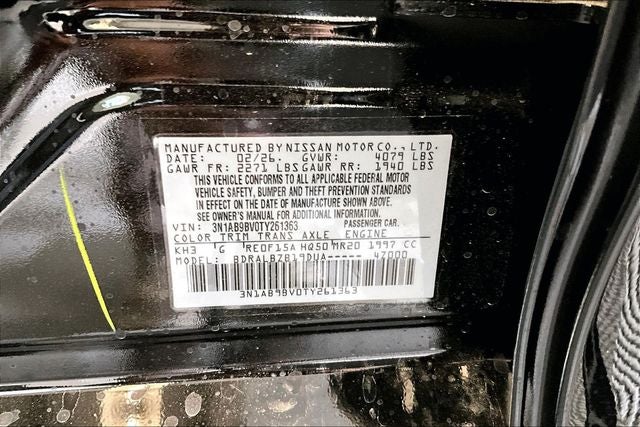 MANUFACTURED BY NISSAN MOTOR CO., LTD.
DATE: 02/26. GVWR: 4079 LBS
GAWR FR: 2271 LBS GAWR RR: 1940 LBS
THIS VEHICLE CONFORMS TO ALL APPLICABLE FEDERAL MOTOR
VEHICLE SAFETY, BUMPER AND THEFT PREVENTION STANDARDS
IN EFFECT ON THE DATE OF MANUFACTURE SHOWN ABOVE.
SEE OWNER'S MANUAL FOR ADDITIONAL INFORMATION.
VIN: 3N1AB9BV0TY261363 PASSENGER CAR.
COLOR TRIM TRANS AXLE ENGINE
KH3 G RE0F15A HQ50 MR20 1997 CC
MODEL: BDRALBZB19DUA----- 47000
3N1AB9BV0TY261363